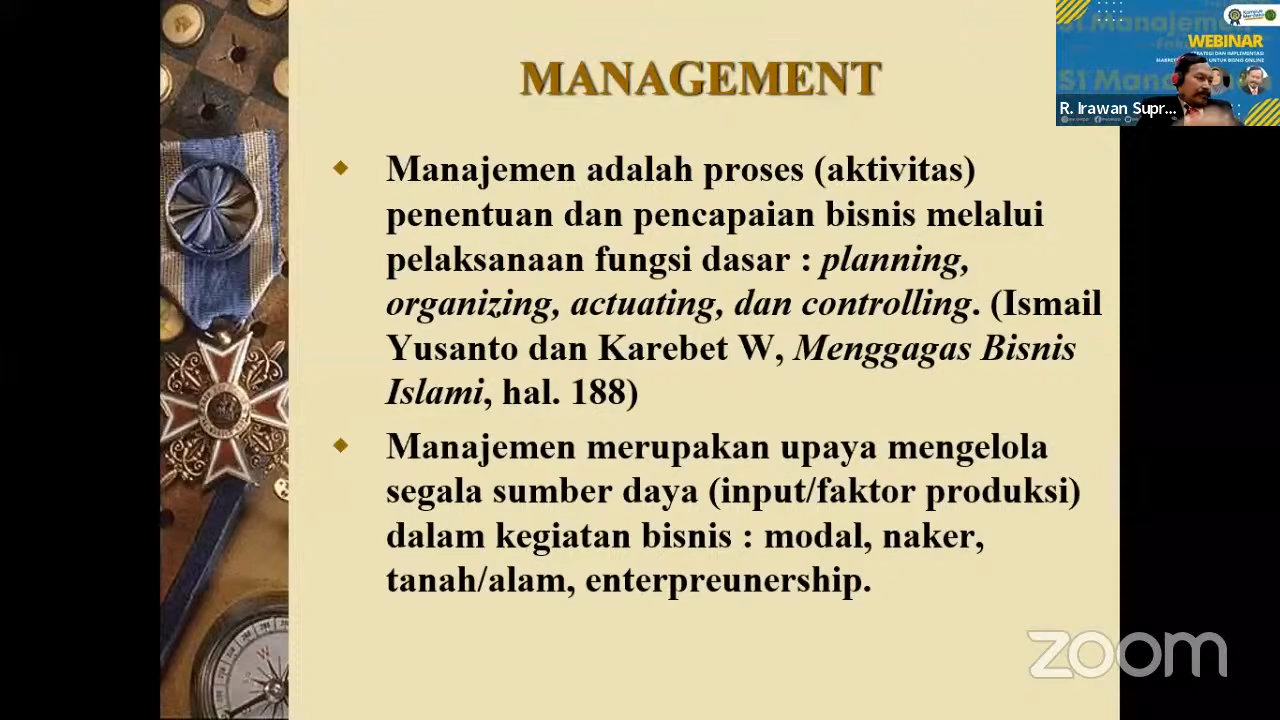 MANAGEMENT
Manajemen adalah proses (aktivitas)
penentuan dan pencapaian bisnis melalui
pelaksanaan fungsi dasar : planning,
organizing, actuating, dan controlling. (Ismail
Yusanto dan Karebet W, Menggagas Bisnis
Islami, hal. 188)
Manajemen merupakan upaya mengelola
segala sumber daya (input/faktor produksi)
dalam kegiatan bisnis : modal, naker,
tanah/alam, enterpreunership.
WEBINAR
R. Irawan Supr...
zoom